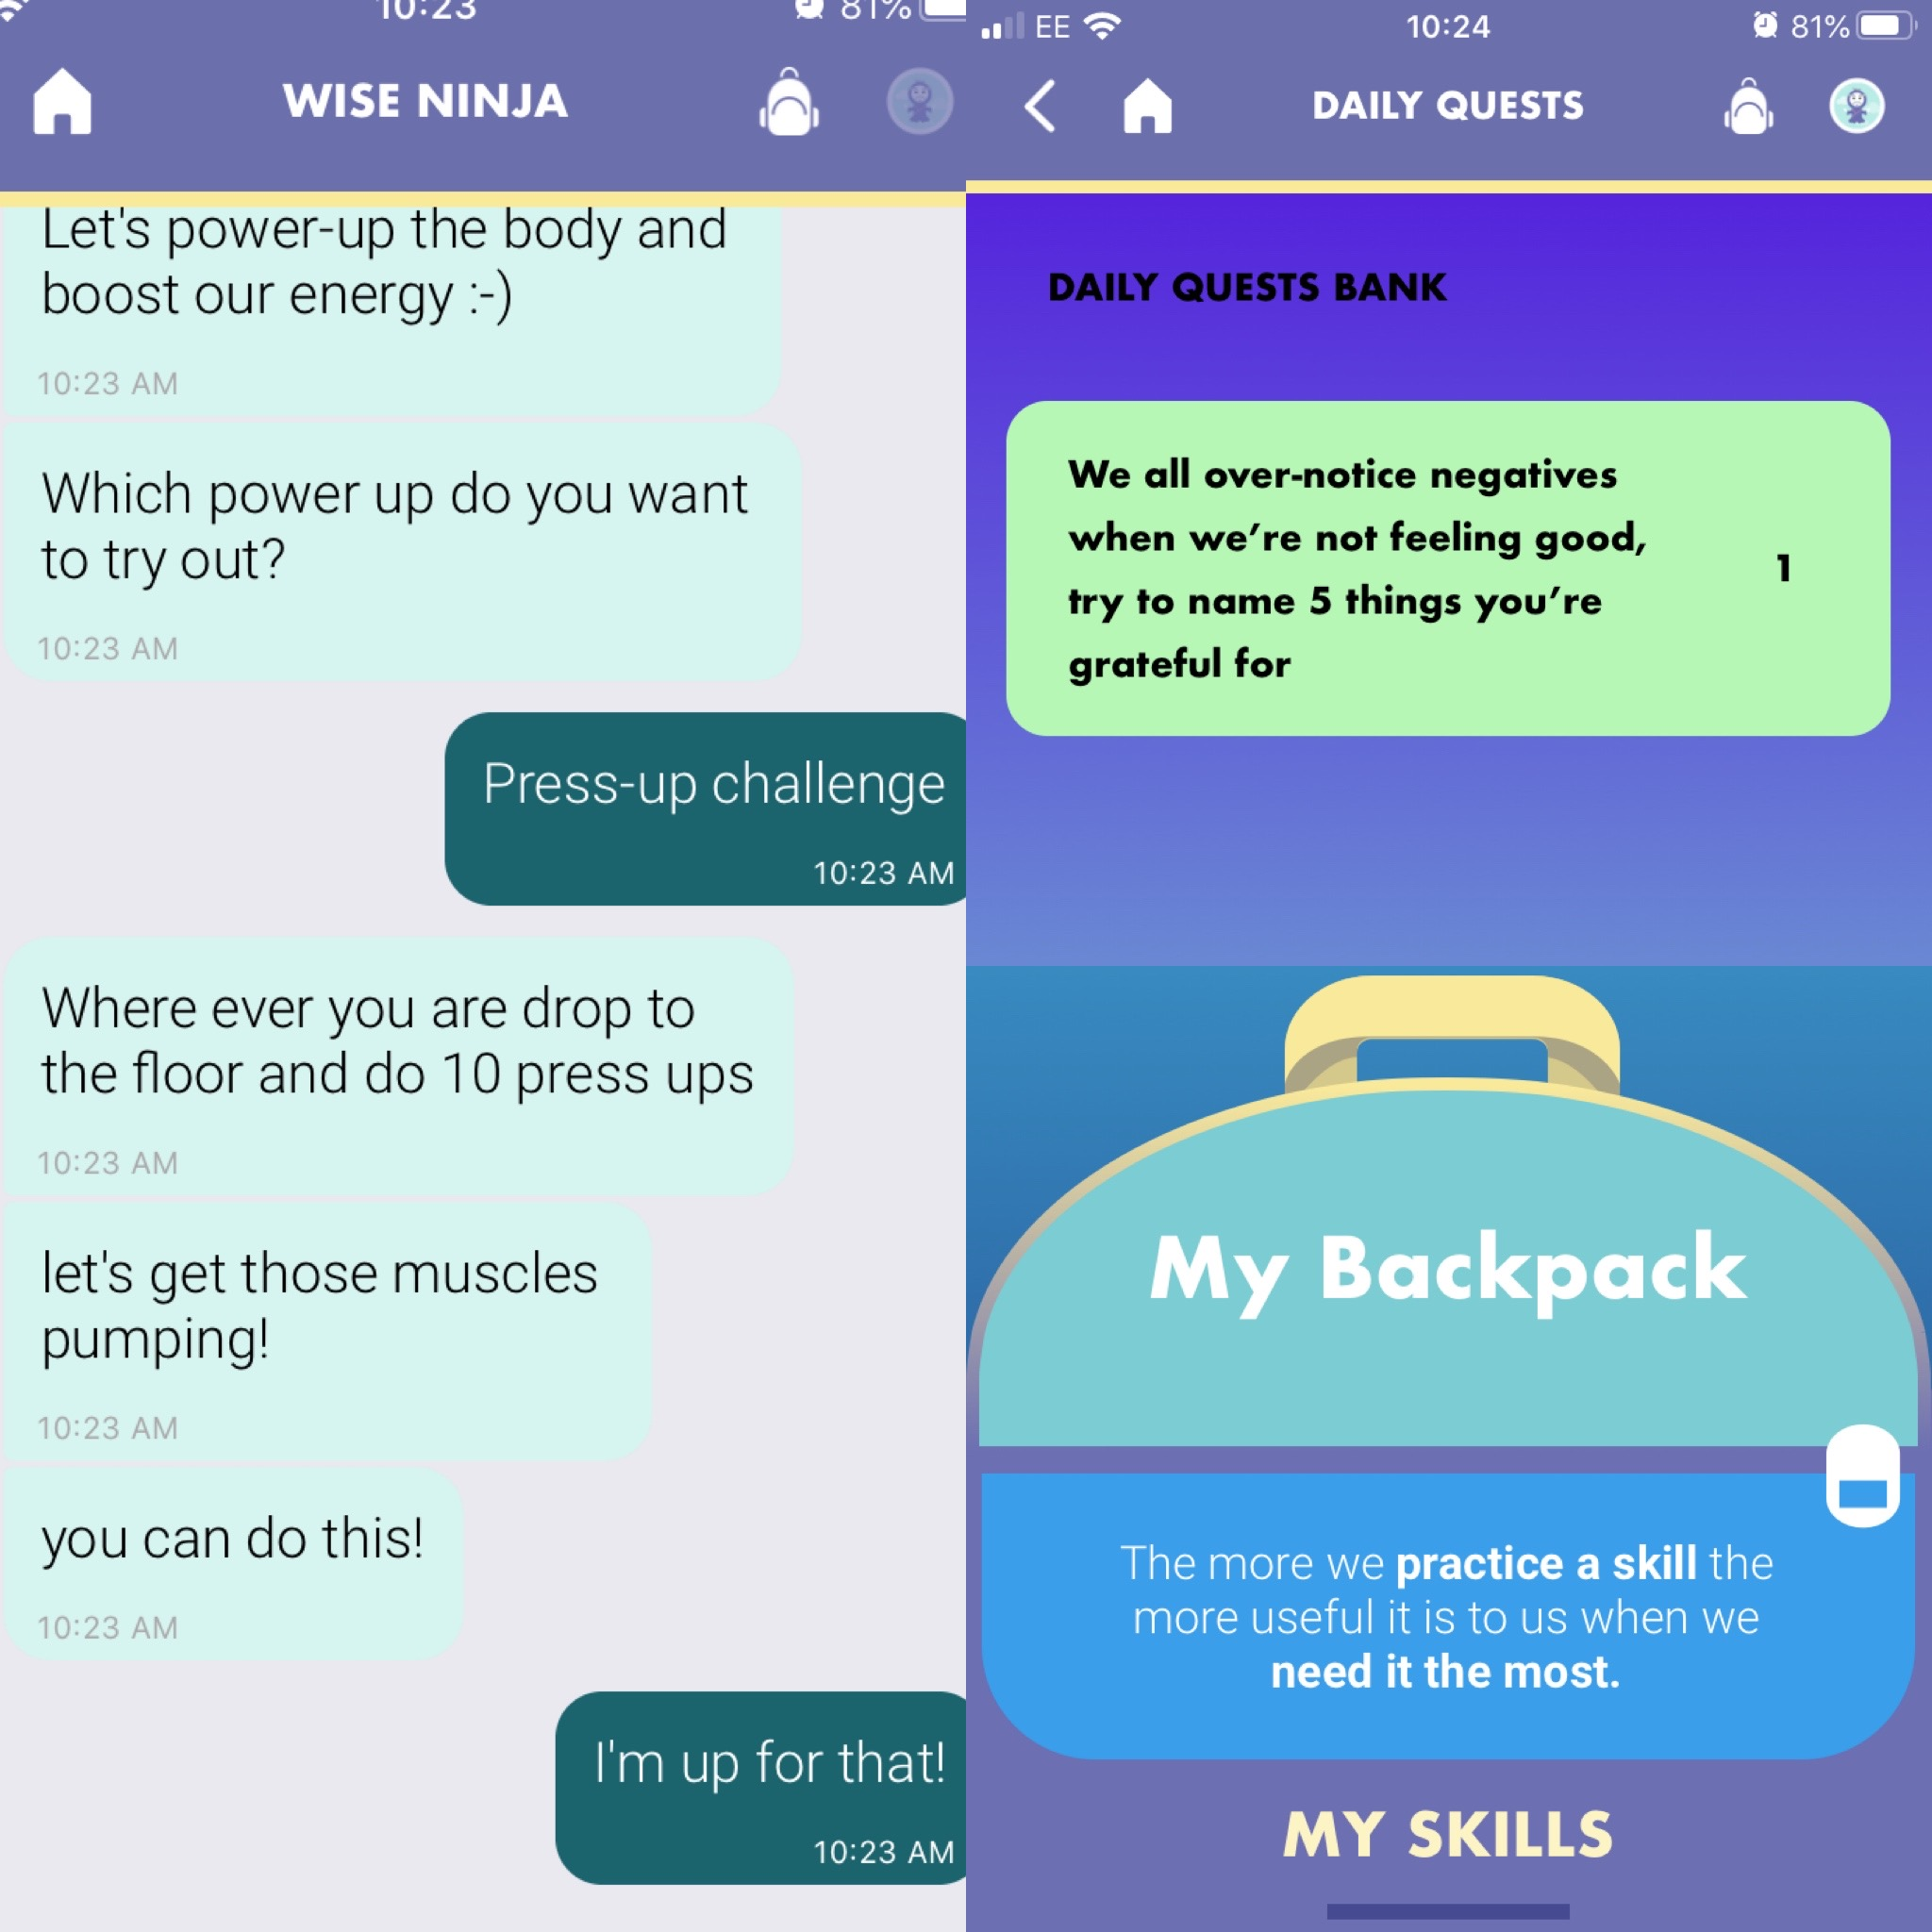 10:23
81%
WISE NINJA
Let's power-up the body and
boost our energy :-)
10:23 AM
Which power up do you want
to try out?
10:23 AM
Press-up challenge
10:23 AM
Where ever you are drop to
the floor and do 10 press ups
10:23 AM
let's get those muscles
pumping!
10:23 AM
you can do this!
10:23 AM
I'm up for that!
10:23 AM
EE
10:24
81%
DAILY QUESTS
DAILY QUESTS BANK
We all over-notice negatives
when we’re not feeling good,
try to name 5 things you’re
grateful for
1
My Backpack
The more we practice a skill the
more useful it is to us when we
need it the most.
MY SKILLS